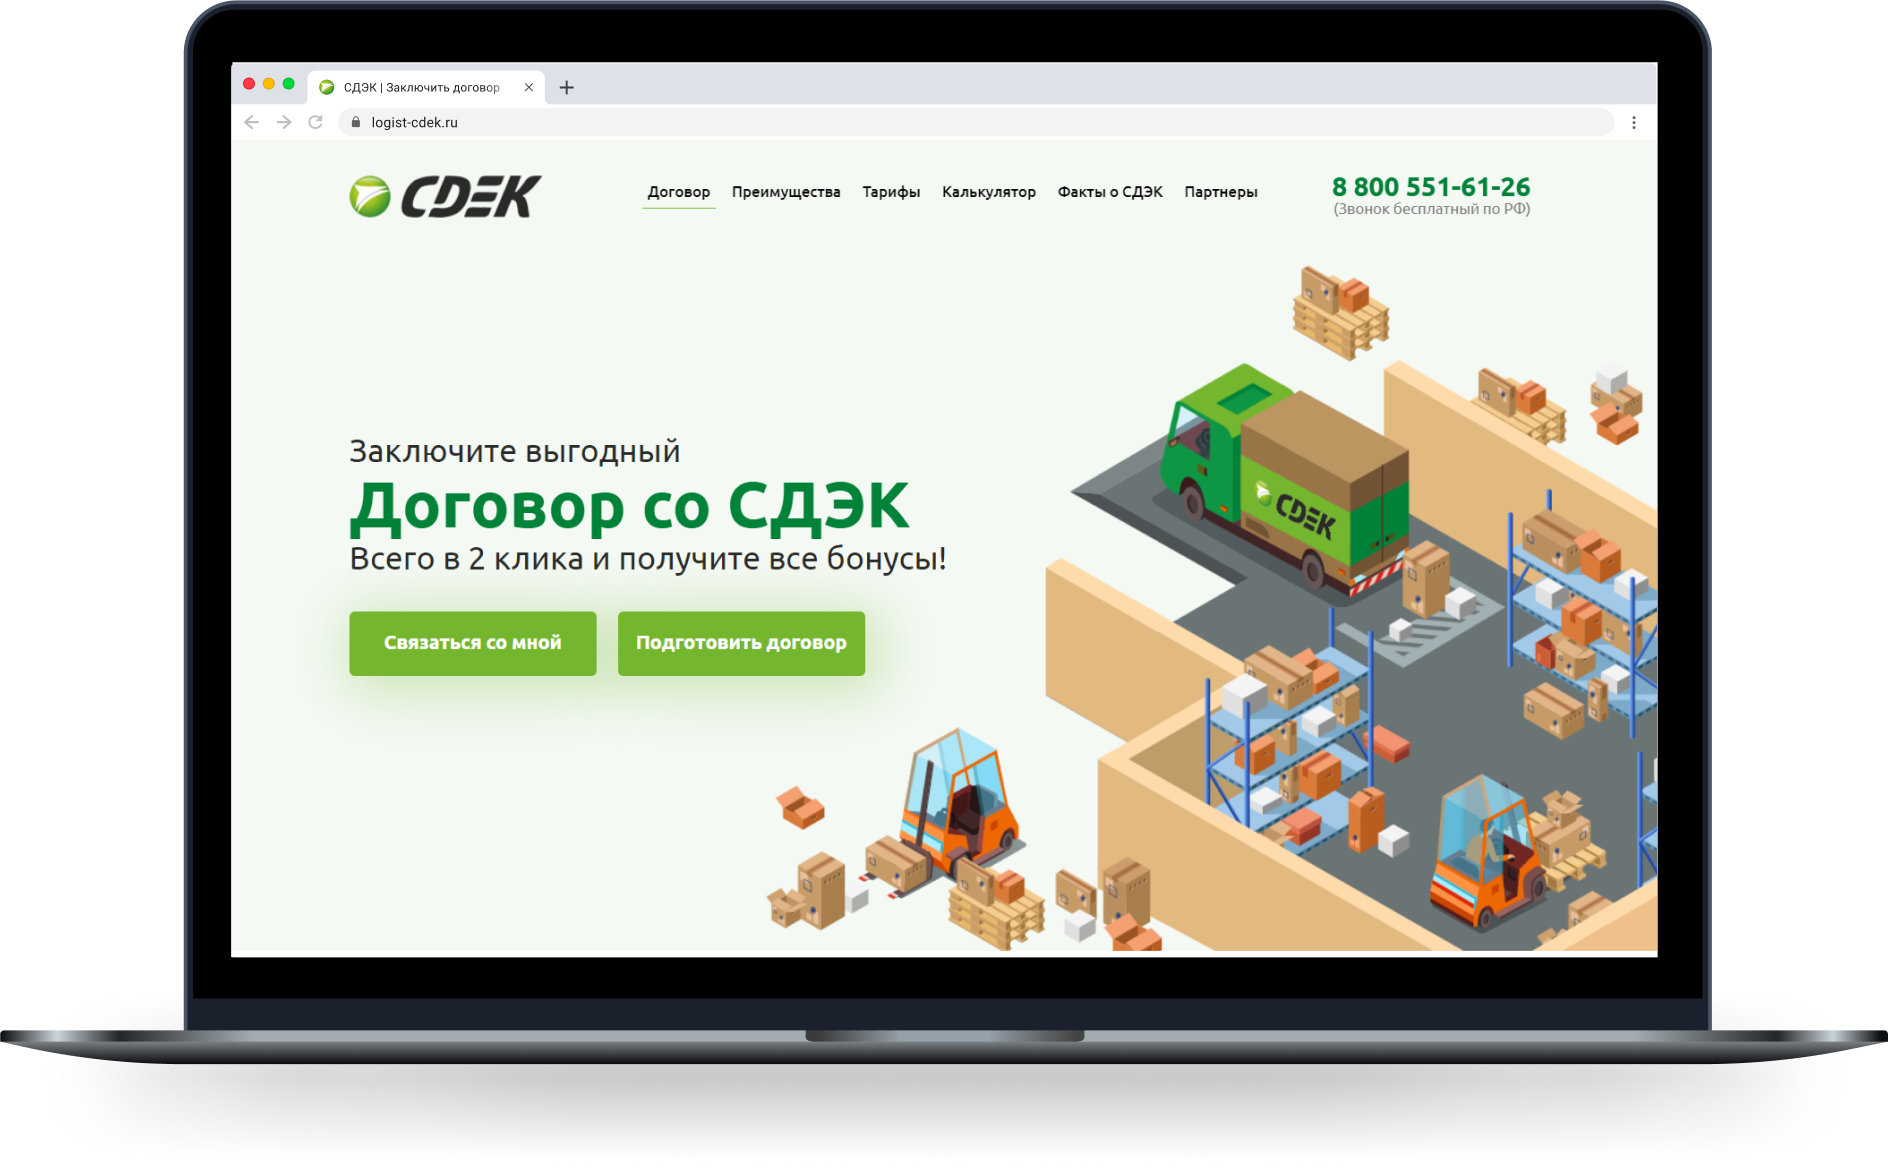 СДЭК | Заключить договор
logist-cdek.ru
CDEK
Договор Преимущества Тарифы Калькулятор Факты о СДЭК Партнеры
8 800 551-61-26
(Звонок бесплатный по РФ)
Заключите выгодный
Договор со СДЭК
Всего в 2 клика и получите все бонусы!
Связаться со мной Подготовить договор
CDEK